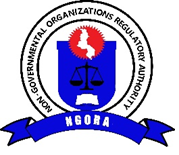 NON-GOVERNMENTAL ORGANIZATIONS REGULATORY AUTHORITY
NGORA